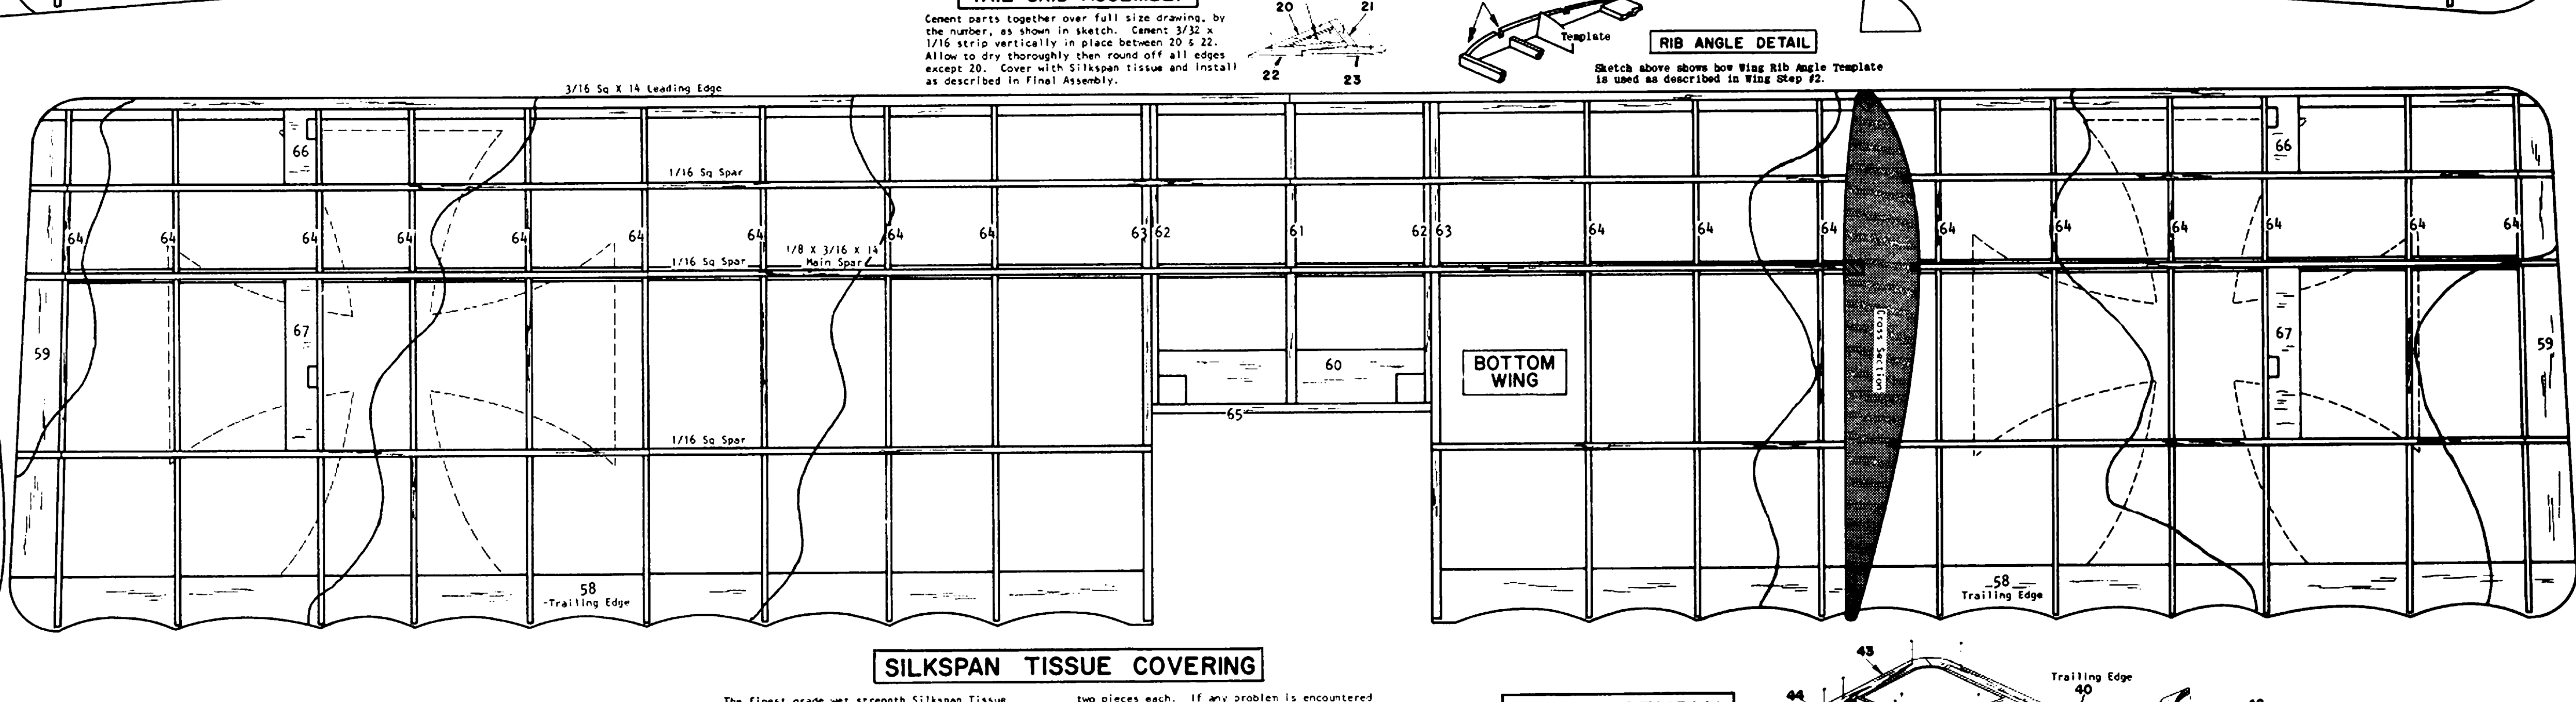 Cement parts together over full size drawing, by
the number, as shown in sketch. Cement 3/32 x
1/16 strip vertically in place between 20 & 22.
Allow to dry thoroughly then round off all edges
except 20. Cover with Silkspan tissue and install
as described in Final Assembly.
20
21
22
23
Template
RIB ANGLE DETAIL
Sketch above shows how Wing Rib Angle Template
is used as described in Wing Step #2.
3/16 Sq X 14 Leading Edge
66
66
1/16 Sq Spar
64
64
64
64
64
64
64
64
64
63
62
61
62
63
64
64
64
64
64
64
64
64
64
1/16 Sq Spar
1/8 X 3/16 X 14
Main Spar
59
67
60
65
BOTTOM
WING
Cross Section
67
59
1/16 Sq Spar
58
Trailing Edge
58
Trailing Edge
SILKSPAN TISSUE COVERING
The finest grade wet strength Silkspan Tissue
two pieces each. If any problem is encountered
43
44
Trailing Edge
40